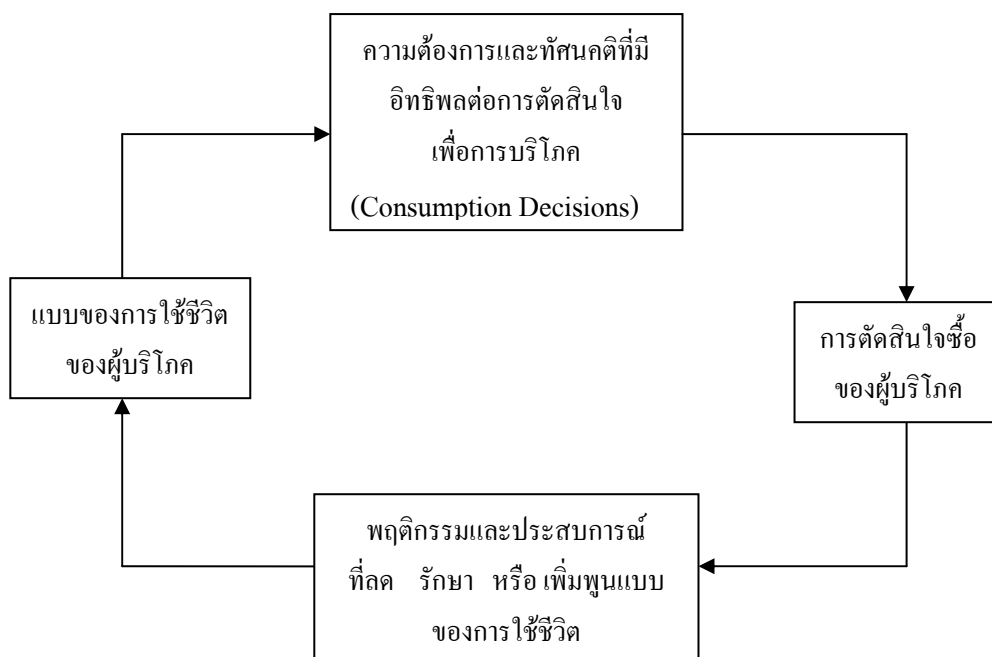 ความต้องการและทัศนคติที่มี
อิทธิพลต่อการตัดสินใจ
เพื่อการบริโภค
(Consumption Decisions)
แบบของการใช้ชีวิต
ของผู้บริโภค
การตัดสินใจซื้อ
ของผู้บริโภค
พฤติกรรมและประสบการณ์
ที่ลด รักษา หรือ เพิ่มพูนแบบ
ของการใช้ชีวิต